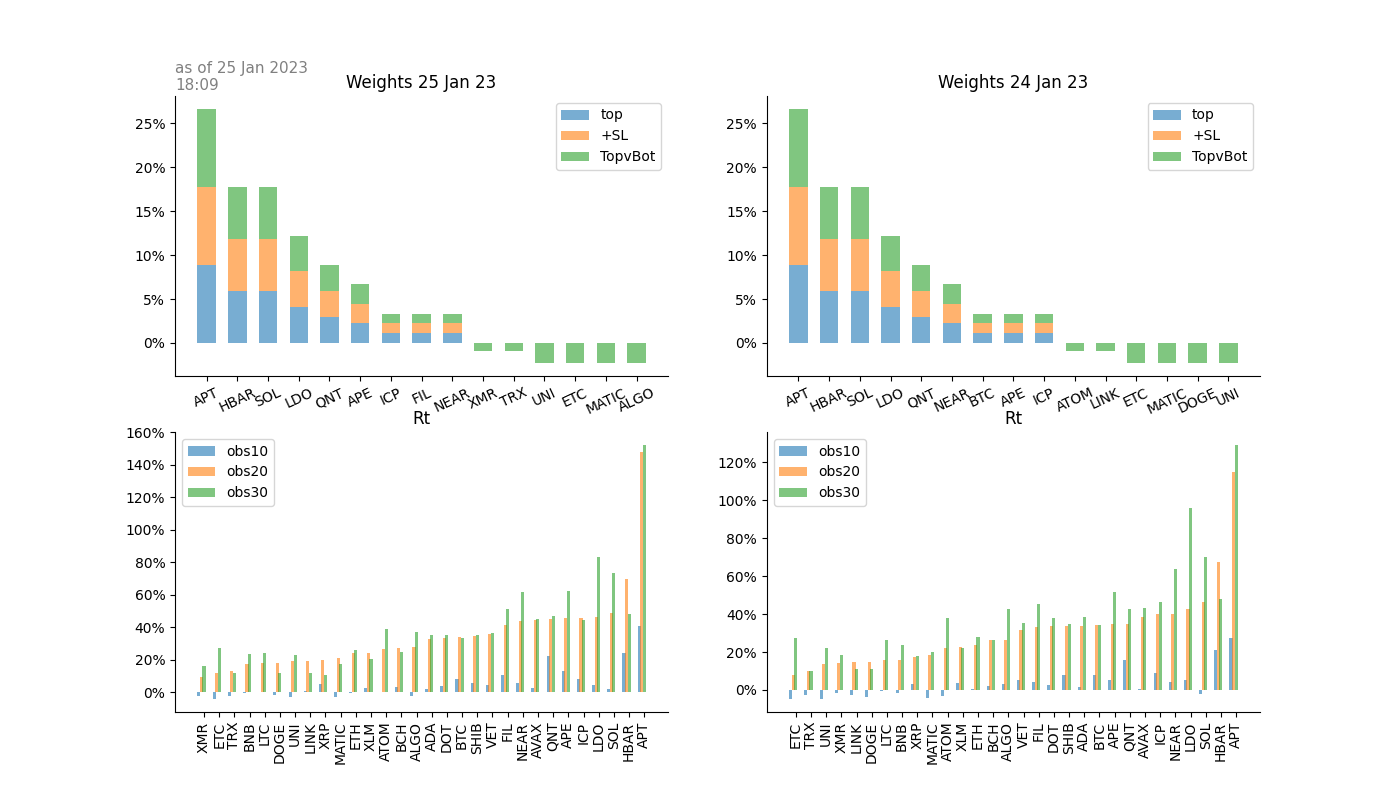 as of 25 Jan 2023
18:09
Weights 25 Jan 23
25%
20%
15%
10%
5%
0%
top
+SL
TopvBot
APT HBAR SOL LDO QNT APE ICP FIL NEAR XMR TRX UNI ETC MATIC ALGO
Weights 24 Jan 23
25%
20%
15%
10%
5%
0%
top
+SL
TopvBot
APT HBAR SOL LDO QNT NEAR BTC APE ICP ATOM LINK ETC MATIC DOGE UNI
Rt
160%
140%
120%
100%
80%
60%
40%
20%
0%
obs10
obs20
obs30
XMR ETC TRX BNB LTC DOGE UNI LINK XRP MATIC ETH XLM ATOM BCH ALGO ADA DOT BTC SHIB VET FIL NEAR AVAX QNT APE ICP LDO SOL HBAR APT
Rt
120%
100%
80%
60%
40%
20%
0%
obs10
obs20
obs30
ETC TRX UNI XMR LINK DOGE LTC BNB XRP MATIC ATOM XLM ETH BCH ALGO VET FIL DOT SHIB ADA BTC APE QNT AVAX ICP NEAR LDO SOL HBAR APT